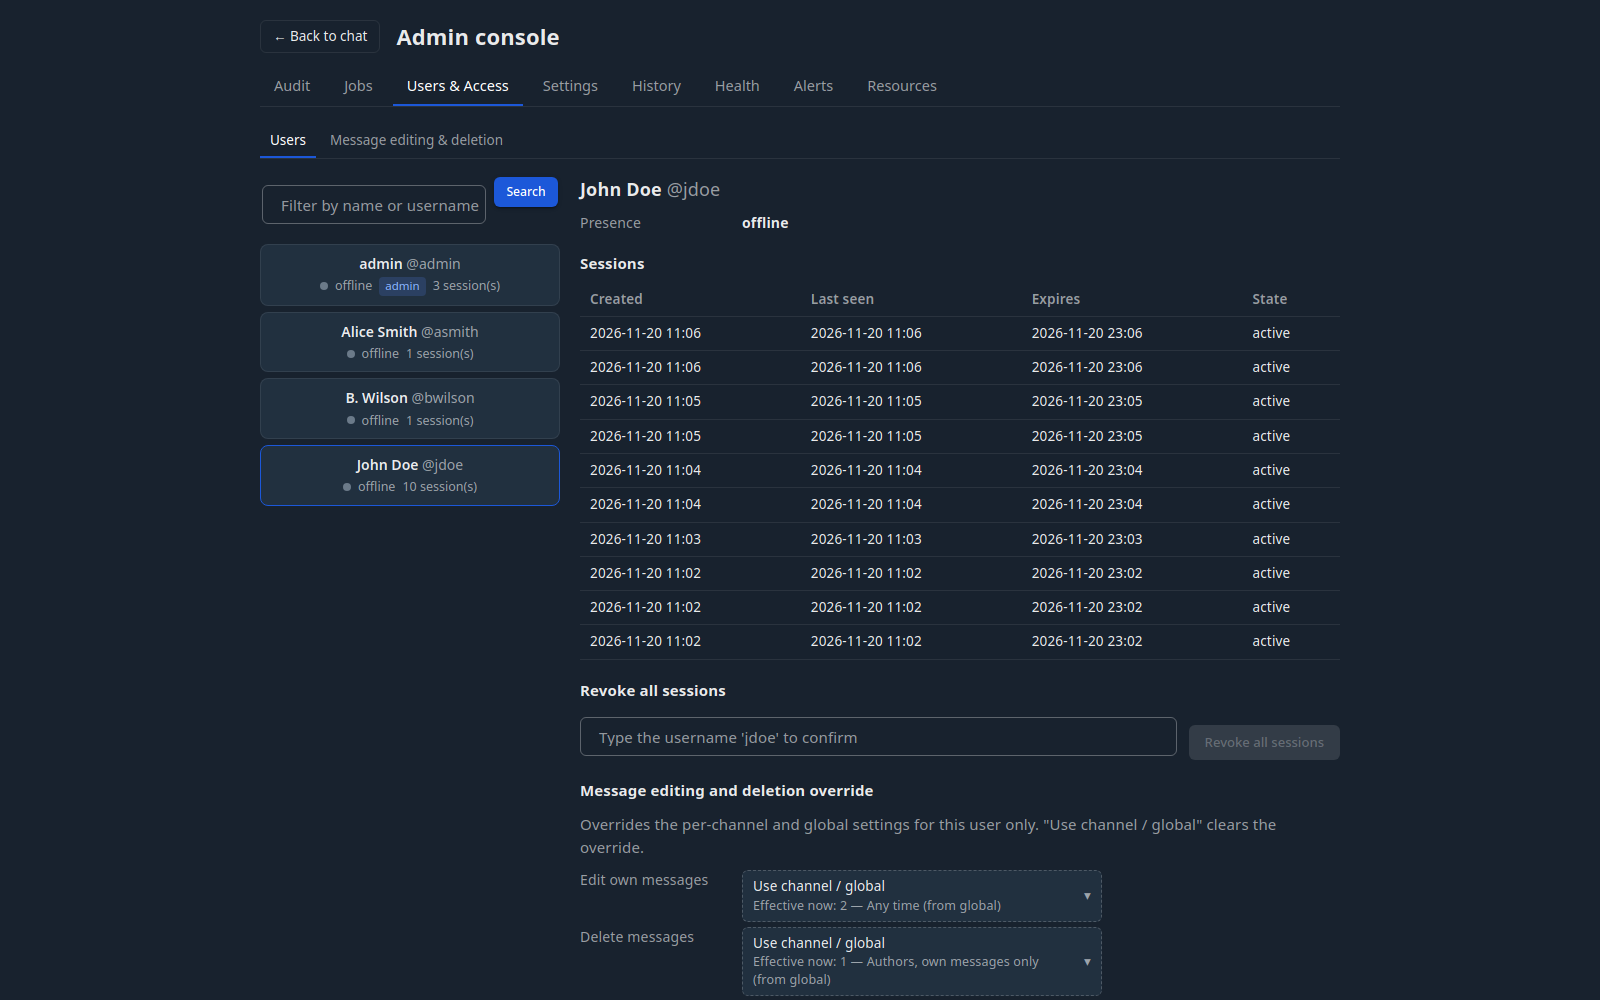 ← Back to chat
Admin console
Audit
Jobs
Users & Access
Settings
History
Health
Alerts
Resources
Users
Message editing & deletion
Filter by name or username
Search
admin @admin
offline admin 3 session(s)
Alice Smith @asmith
offline 1 session(s)
B. Wilson @bwilson
offline 1 session(s)
John Doe @jdoe
offline 10 session(s)
John Doe @jdoe
Presence offline
Sessions
Created Last seen Expires State
2026-11-20 11:06 2026-11-20 11:06 2026-11-20 23:06 active
2026-11-20 11:06 2026-11-20 11:06 2026-11-20 23:06 active
2026-11-20 11:05 2026-11-20 11:05 2026-11-20 23:05 active
2026-11-20 11:05 2026-11-20 11:05 2026-11-20 23:05 active
2026-11-20 11:04 2026-11-20 11:04 2026-11-20 23:04 active
2026-11-20 11:04 2026-11-20 11:04 2026-11-20 23:04 active
2026-11-20 11:03 2026-11-20 11:03 2026-11-20 23:03 active
2026-11-20 11:02 2026-11-20 11:02 2026-11-20 23:02 active
2026-11-20 11:02 2026-11-20 11:02 2026-11-20 23:02 active
2026-11-20 11:02 2026-11-20 11:02 2026-11-20 23:02 active
Revoke all sessions
Type the username 'jdoe' to confirm
Revoke all sessions
Message editing and deletion override
Overrides the per-channel and global settings for this user only. "Use channel / global" clears the
override.
Edit own messages
Use channel / global
Effective now: 2 — Any time (from global)
Delete messages
Use channel / global
Effective now: 1 — Authors, own messages only
(from global)